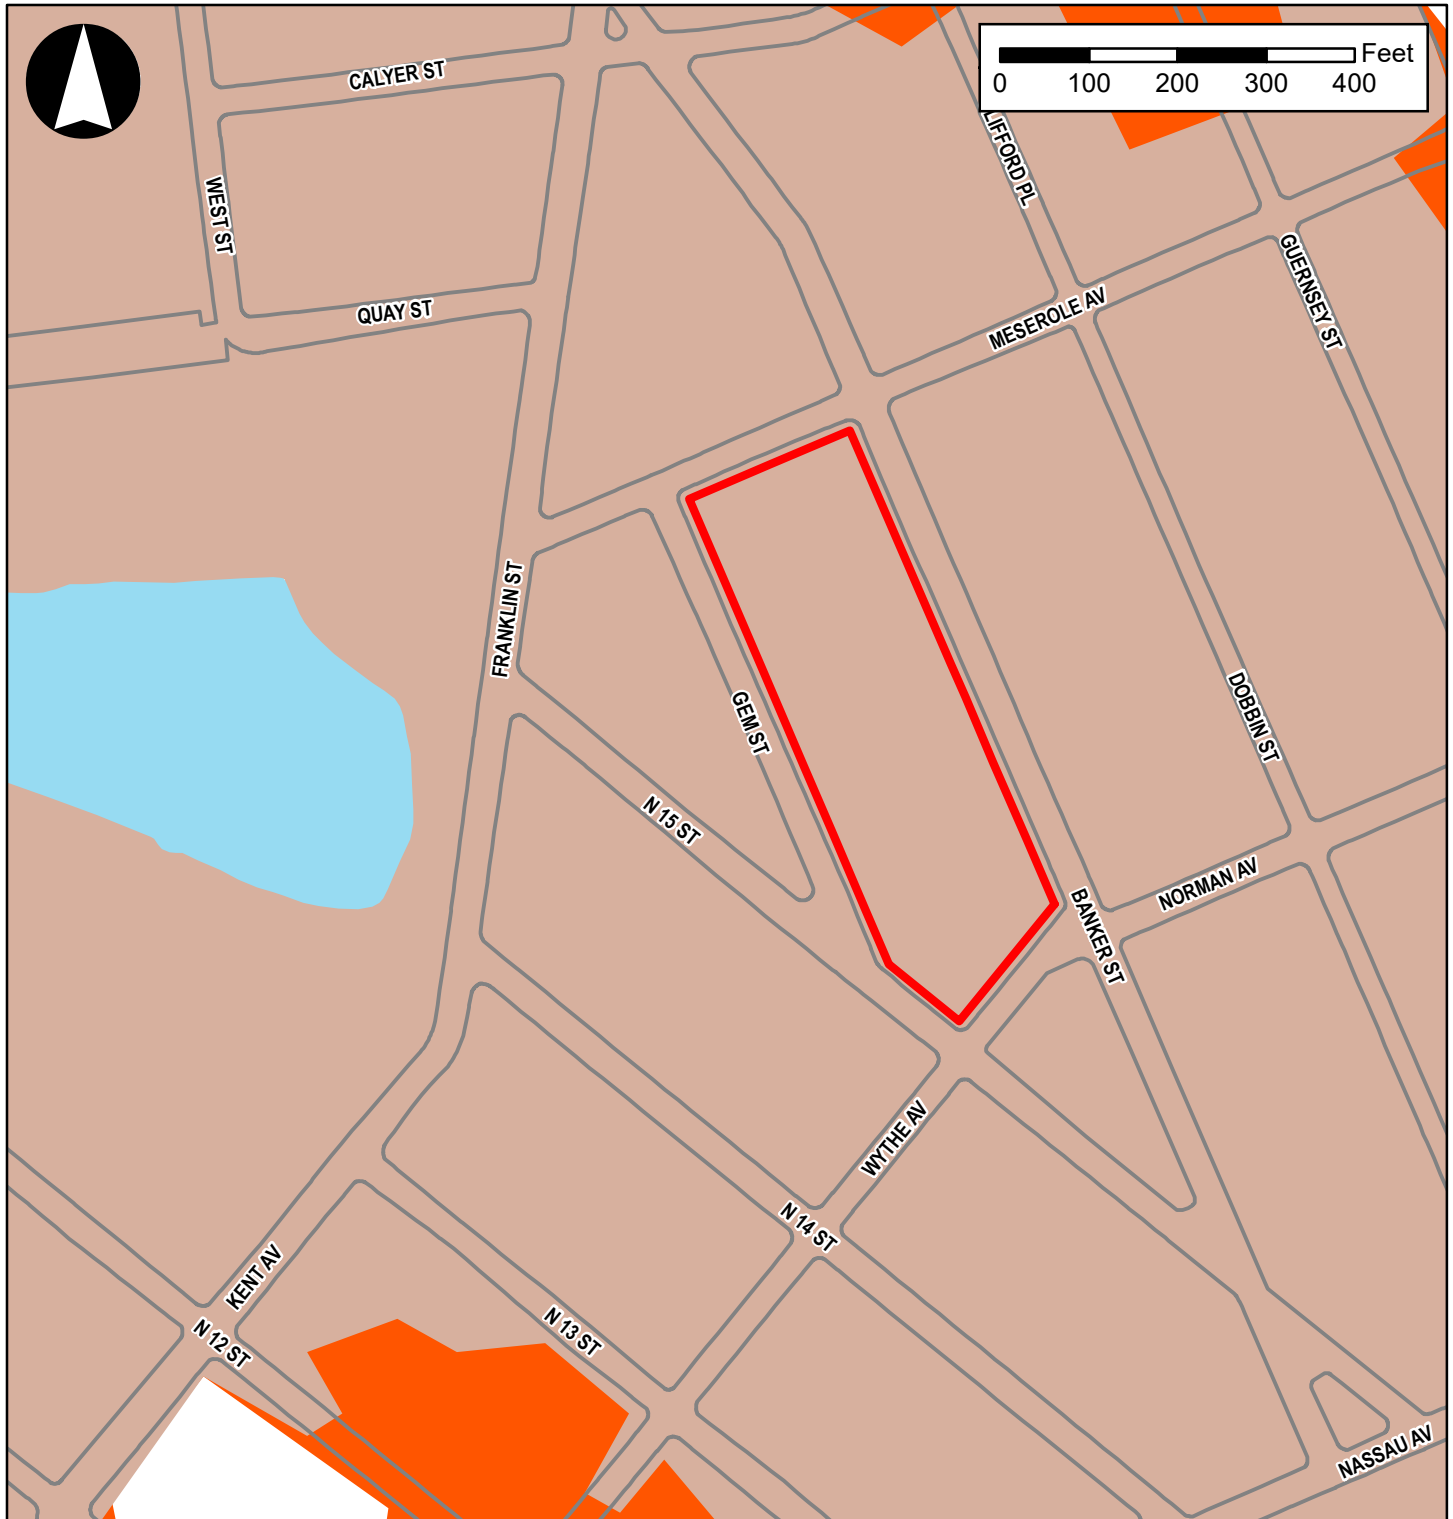 CALYER ST
Feet
0 100 200 300 400
LIFFORD PL
WEST ST
GUERNSEY ST
QUAY ST
MESEROLE AV
FRANKLIN ST
GEM ST
DOBBIN ST
N 15 ST
NORMAN AV
BANKER ST
WYTHE AV
N 14 ST
KENT AV
N 13 ST
N 12 ST
NASSAU AV